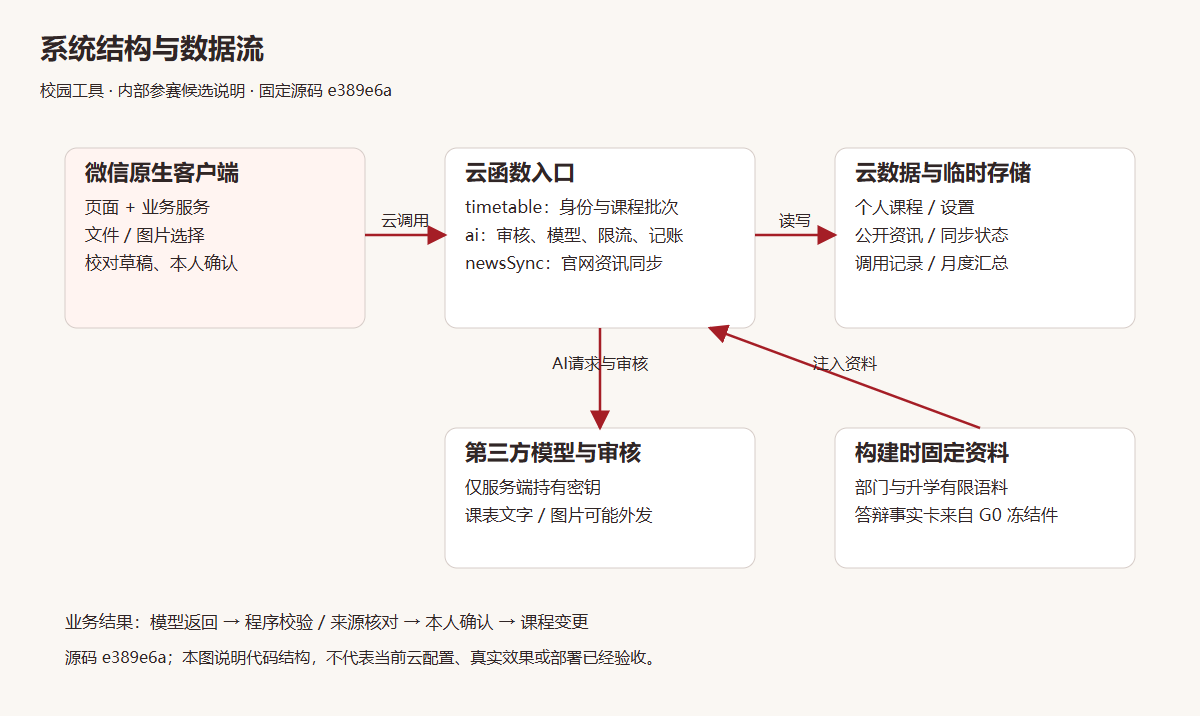 系统结构与数据流
校园工具 · 内部参赛候选说明 · 固定源码 e389e6a
微信原生客户端
页面 + 业务服务
文件 / 图片选择
校对草稿、本人确认
云调用
云函数入口
timetable：身份与课程批次
ai：审核、模型、限流、记账
newsSync：官网资讯同步
读写
云数据与临时存储
个人课程 / 设置
公开资讯 / 同步状态
调用记录 / 月度汇总
AI请求与审核
注入资料
第三方模型与审核
仅服务端持有密钥
课表文字 / 图片可能外发
构建时固定资料
部门与升学有限语料
答辩事实卡来自 G0 冻结件
业务结果：模型返回 → 程序校验 / 来源核对 → 本人确认 → 课程变更
源码 e389e6a；本图说明代码结构，不代表当前云配置、真实效果或部署已经验收。